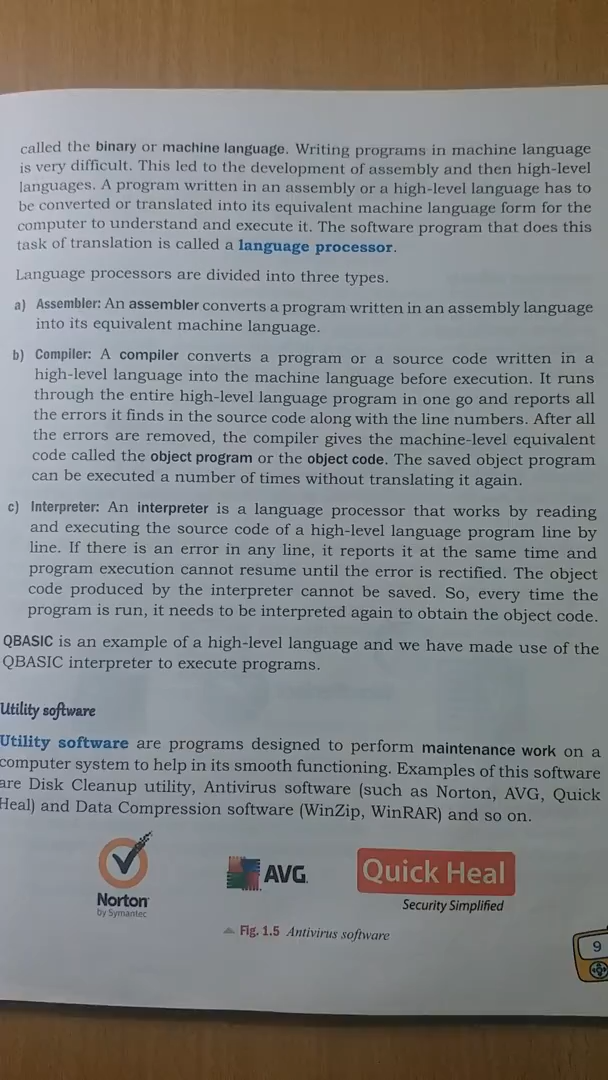 called the binary or machine language. Writing programs in machine language
is very difficult. This led to the development of assembly and then high-level
languages. A program written in an assembly or a high-level language has to
be converted or translated into its equivalent machine language form for the
computer to understand and execute it. The software program that does this
task of translation is called a language processor.
Language processors are divided into three types.
a) Assembler: An assembler converts a program written in an assembly language
into its equivalent machine language.
b) Compiler: A compiler converts a program or a source code written in a
high-level language into the machine language before execution. It runs
through the entire high-level language program in one go and reports all
the errors it finds in the source code along with the line numbers. After all
the errors are removed, the compiler gives the machine-level equivalent
code called the object program or the object code. The saved object program
can be executed a number of times without translating it again.
c) Interpreter: An interpreter is a language processor that works by reading
and executing the source code of a high-level language program line by
line. If there is an error in any line, it reports it at the same time and
program execution cannot resume until the error is rectified. The object
code produced by the interpreter cannot be saved. So, every time the
program is run, it needs to be interpreted again to obtain the object code.
QBASIC is an example of a high-level language and we have made use of the
QBASIC interpreter to execute programs.
Utility software
Utility software are programs designed to perform maintenance work on a
computer system to help in its smooth functioning. Examples of this software
are Disk Cleanup utility, Antivirus software (such as Norton, AVG, Quick
Heal) and Data Compression software (WinZip, WinRAR) and so on.
Norton
by Symantec
AVG
Quick Heal
Security Simplified
Fig. 1.5 Antivirus software
9